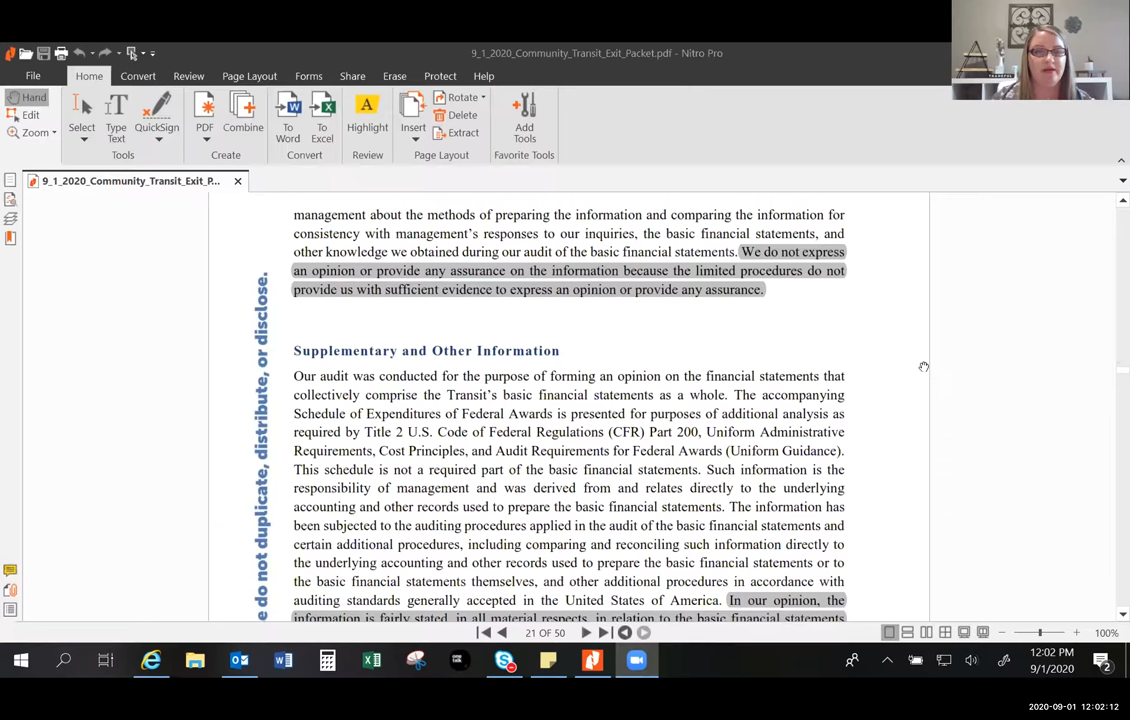 9_1_2020_Community_Transit_Exit_Packet.pdf - Nitro Pro
File Home Convert Review Page Layout Forms Share Erase Protect Help
Hand
Edit
Zoom
Select
Type Text
QuickSign
Tools
PDF
Combine
Create
To Word
To Excel
Convert
Highlight
Review
Insert
Rotate
Delete
Extract
Page Layout
Add Tools
Favorite Tools
9_1_2020_Community_Transit_Exit_P...
management about the methods of preparing the information and comparing the information for
consistency with management's responses to our inquiries, the basic financial statements, and
other knowledge we obtained during our audit of the basic financial statements. We do not express
an opinion or provide any assurance on the information because the limited procedures do not
provide us with sufficient evidence to express an opinion or provide any assurance.
Supplementary and Other Information
Our audit was conducted for the purpose of forming an opinion on the financial statements that
collectively comprise the Transit's basic financial statements as a whole. The accompanying
Schedule of Expenditures of Federal Awards is presented for purposes of additional analysis as
required by Title 2 U.S. Code of Federal Regulations (CFR) Part 200, Uniform Administrative
Requirements, Cost Principles, and Audit Requirements for Federal Awards (Uniform Guidance).
This schedule is not a required part of the basic financial statements. Such information is the
responsibility of management and was derived from and relates directly to the underlying
accounting and other records used to prepare the basic financial statements. The information has
been subjected to the auditing procedures applied in the audit of the basic financial statements and
certain additional procedures, including comparing and reconciling such information directly to
the underlying accounting and other records used to prepare the basic financial statements or to
the basic financial statements themselves, and other additional procedures in accordance with
auditing standards generally accepted in the United States of America. In our opinion, the
information is fairly stated, in all material respects, in relation to the basic financial statements
e do not duplicate, distribute, or disclose.
21 OF 50
100%
12:02 PM
9/1/2020
2
2020-09-01 12:02:12